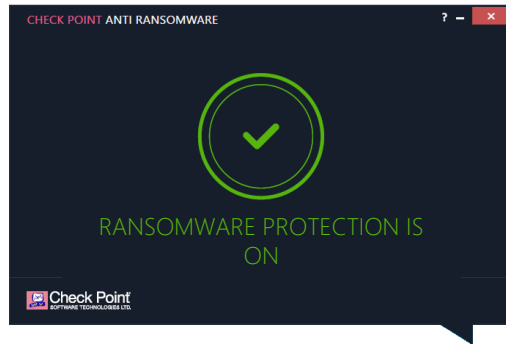 CHECK POINT ANTI RANSOMWARE
?
RANSOMWARE PROTECTION IS
ON
Check Point
SOFTWARE TECHNOLOGIES LTD.